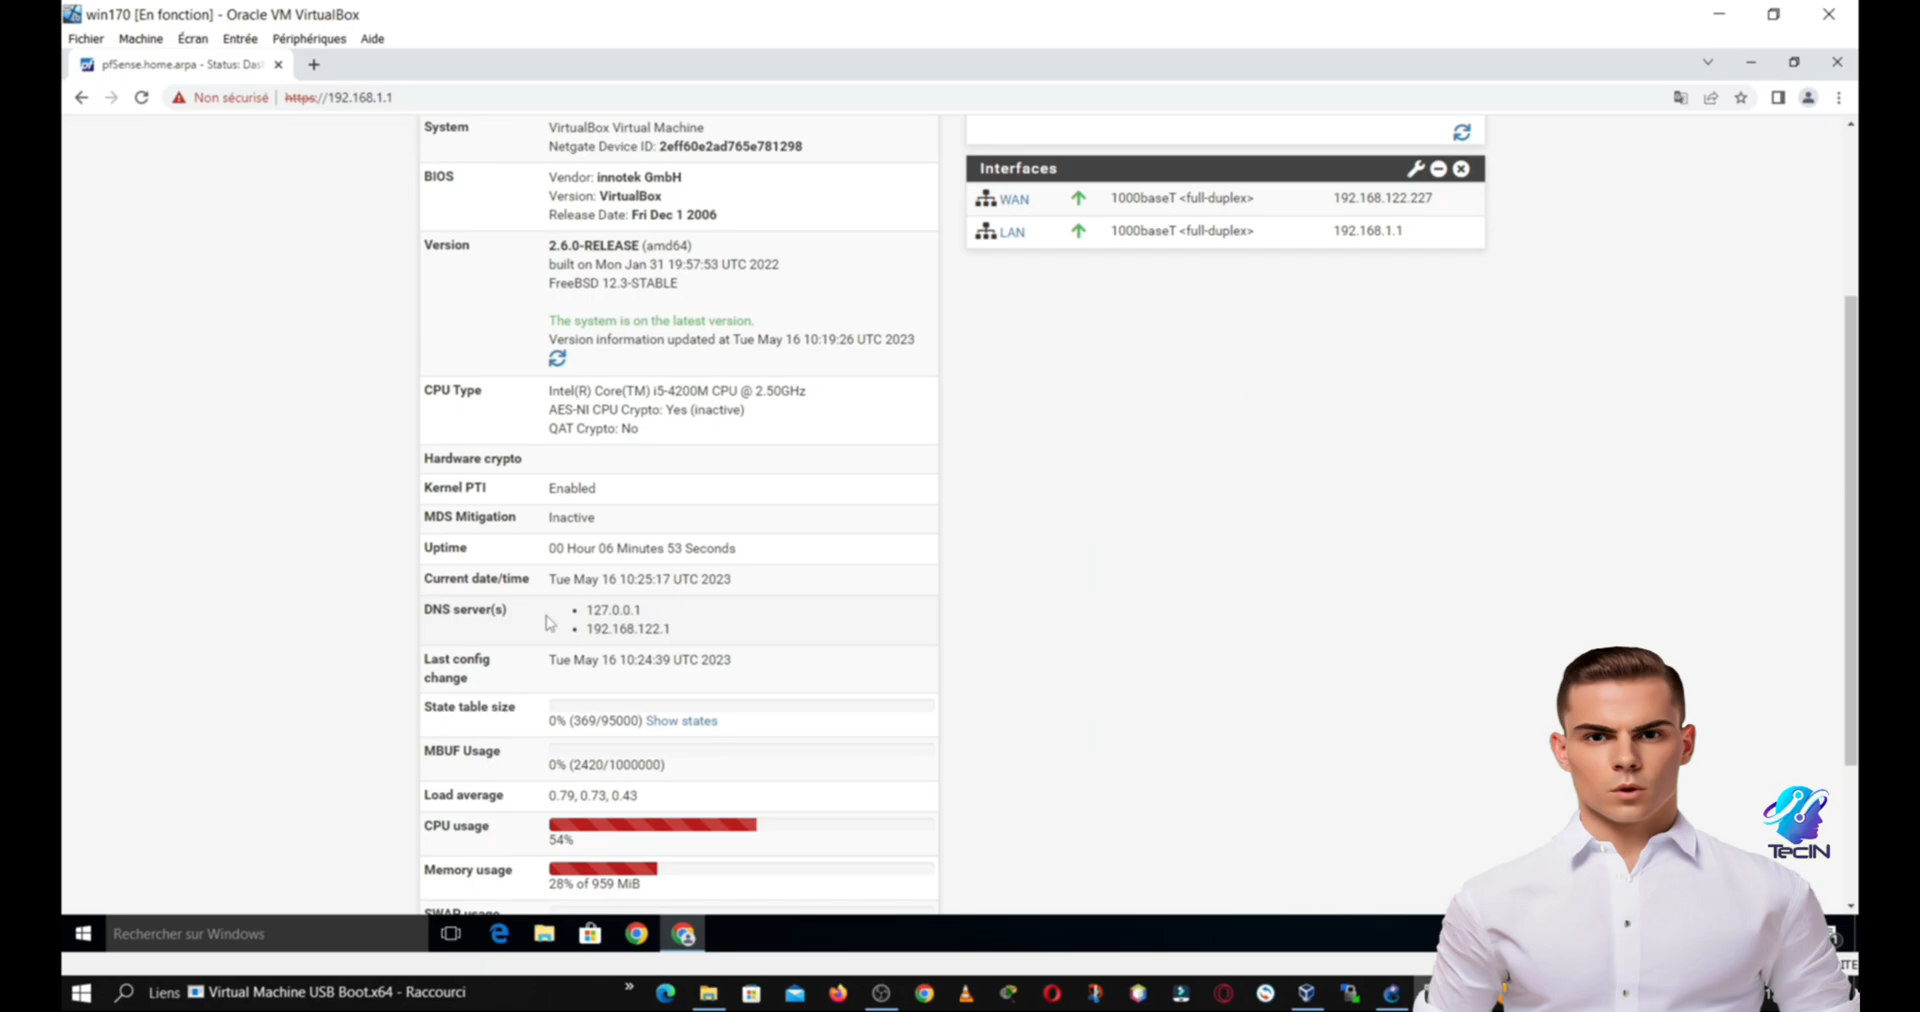 win170 [En fonction] - Oracle VM VirtualBox
Fichier Machine Écran Entrée Périphériques Aide
pfSense.home.arpa - Status: Das
Non sécurisé | https://192.168.1.1
System VirtualBox Virtual Machine
Netgate Device ID: 2eff60e2ad765e781298
BIOS Vendor: innotek GmbH
Version: VirtualBox
Release Date: Fri Dec 1 2006
Version 2.6.0-RELEASE (amd64)
built on Mon Jan 31 19:57:53 UTC 2022
FreeBSD 12.3-STABLE
The system is on the latest version.
Version information updated at Tue May 16 10:19:26 UTC 2023
CPU Type Intel(R) Core(TM) i5-4200M CPU @ 2.50GHz
AES-NI CPU Crypto: Yes (inactive)
QAT Crypto: No
Hardware crypto
Kernel PTI Enabled
MDS Mitigation Inactive
Uptime 00 Hour 06 Minutes 53 Seconds
Current date/time Tue May 16 10:25:17 UTC 2023
DNS server(s) • 127.0.0.1
• 192.168.122.1
Last config change Tue May 16 10:24:39 UTC 2023
State table size
0% (369/95000) Show states
MBUF Usage
0% (2420/1000000)
Load average 0.79, 0.73, 0.43
CPU usage
54%
Memory usage
28% of 959 MiB
SWAP usage
Interfaces
WAN 1000baseT <full-duplex> 192.168.122.227
LAN 1000baseT <full-duplex> 192.168.1.1
TecIN
Rechercher sur Windows
Liens Virtual Machine USB Boot.x64 - Raccourci »